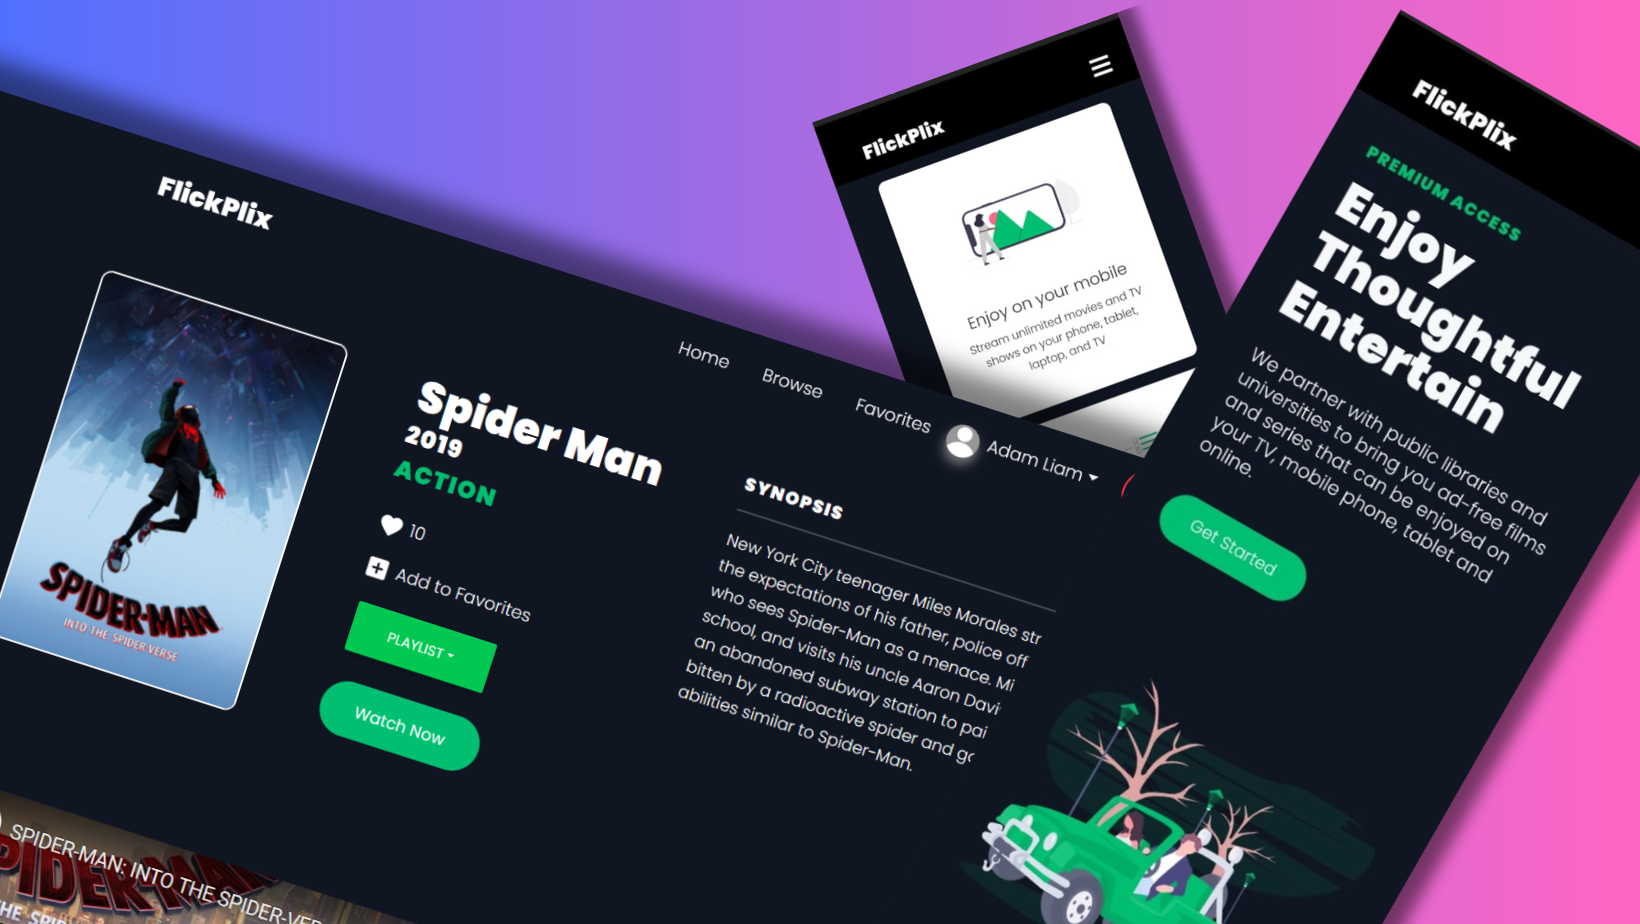 FlickPlix
Home
Browse
Favorites
Adam Liam
SPIDER-MAN
INTO THE SPIDER-VERSE
Spider Man
2019
ACTION
10
Add to Favorites
PLAYLIST
Watch Now
SYNOPSIS
New York City teenager Miles Morales str
the expectations of his father, police off
who sees Spider-Man as a menace. Mi
school, and visits his uncle Aaron Davi
an abandoned subway station to pai
bitten by a radioactive spider and g
abilities similar to Spider-Man.
SPIDER-MAN: INTO THE SPIDER-VER
PIDER-MA
HE SPID
FlickPlix
Enjoy on your mobile
Stream unlimited movies and TV
shows on your phone, tablet,
laptop, and TV
FlickPlix
PREMIUM ACCESS
Enjoy
Thoughtful
Entertain
We partner with public libraries and
universities to bring you ad-free films
and series that can be enjoyed on
your TV, mobile phone, tablet and
online.
Get Started